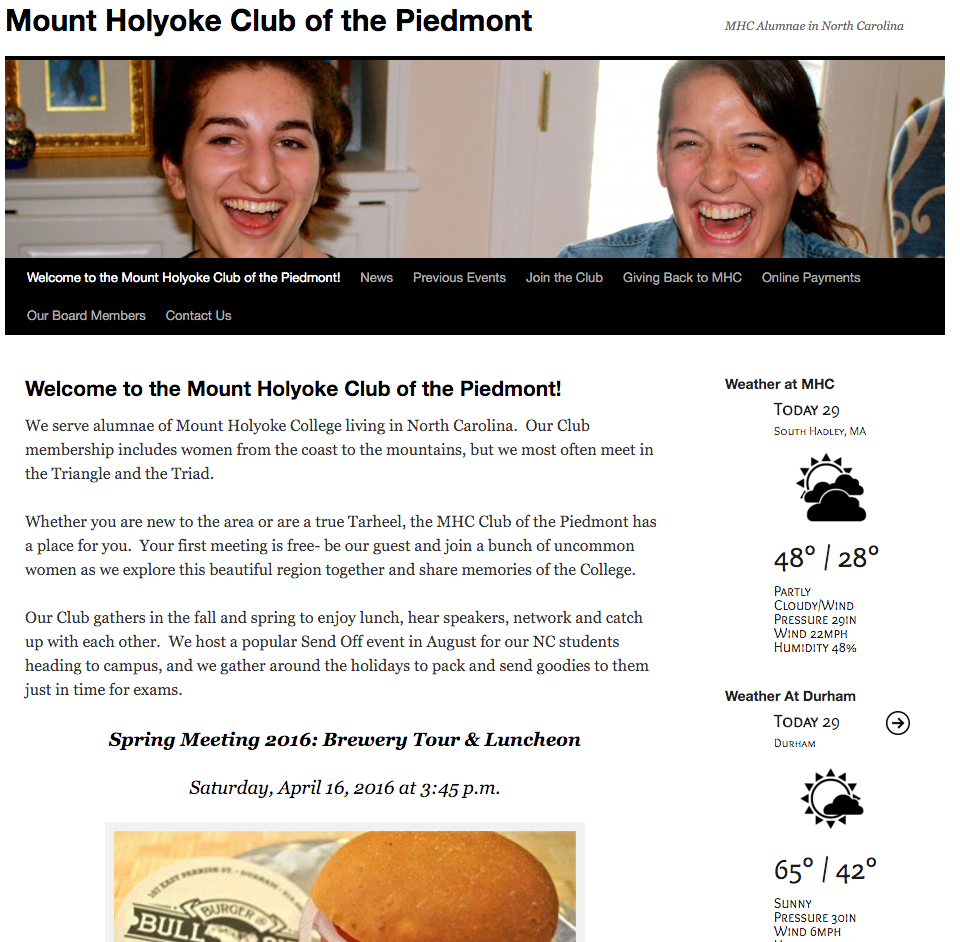 Mount Holyoke Club of the Piedmont
MHC Alumnae in North Carolina
Welcome to the Mount Holyoke Club of the Piedmont! News Previous Events Join the Club Giving Back to MHC Online Payments
Our Board Members Contact Us
Welcome to the Mount Holyoke Club of the Piedmont!
We serve alumnae of Mount Holyoke College living in North Carolina. Our Club
membership includes women from the coast to the mountains, but we most often meet in
the Triangle and the Triad.
Whether you are new to the area or are a true Tarheel, the MHC Club of the Piedmont has
a place for you. Your first meeting is free- be our guest and join a bunch of uncommon
women as we explore this beautiful region together and share memories of the College.
Our Club gathers in the fall and spring to enjoy lunch, hear speakers, network and catch
up with each other. We host a popular Send Off event in August for our NC students
heading to campus, and we gather around the holidays to pack and send goodies to them
just in time for exams.
Spring Meeting 2016: Brewery Tour & Luncheon
Saturday, April 16, 2016 at 3:45 p.m.
107 EAST PARRISH ST. - DURHAM -
BURGER
BULL
Weather at MHC
Today 29
South Hadley, MA
48° / 28°
Partly
Cloudy/Wind
Pressure 29in
Wind 22mph
Humidity 48%
Weather At Durham
Today 29
Durham
65° / 42°
Sunny
Pressure 30in
Wind 6mph